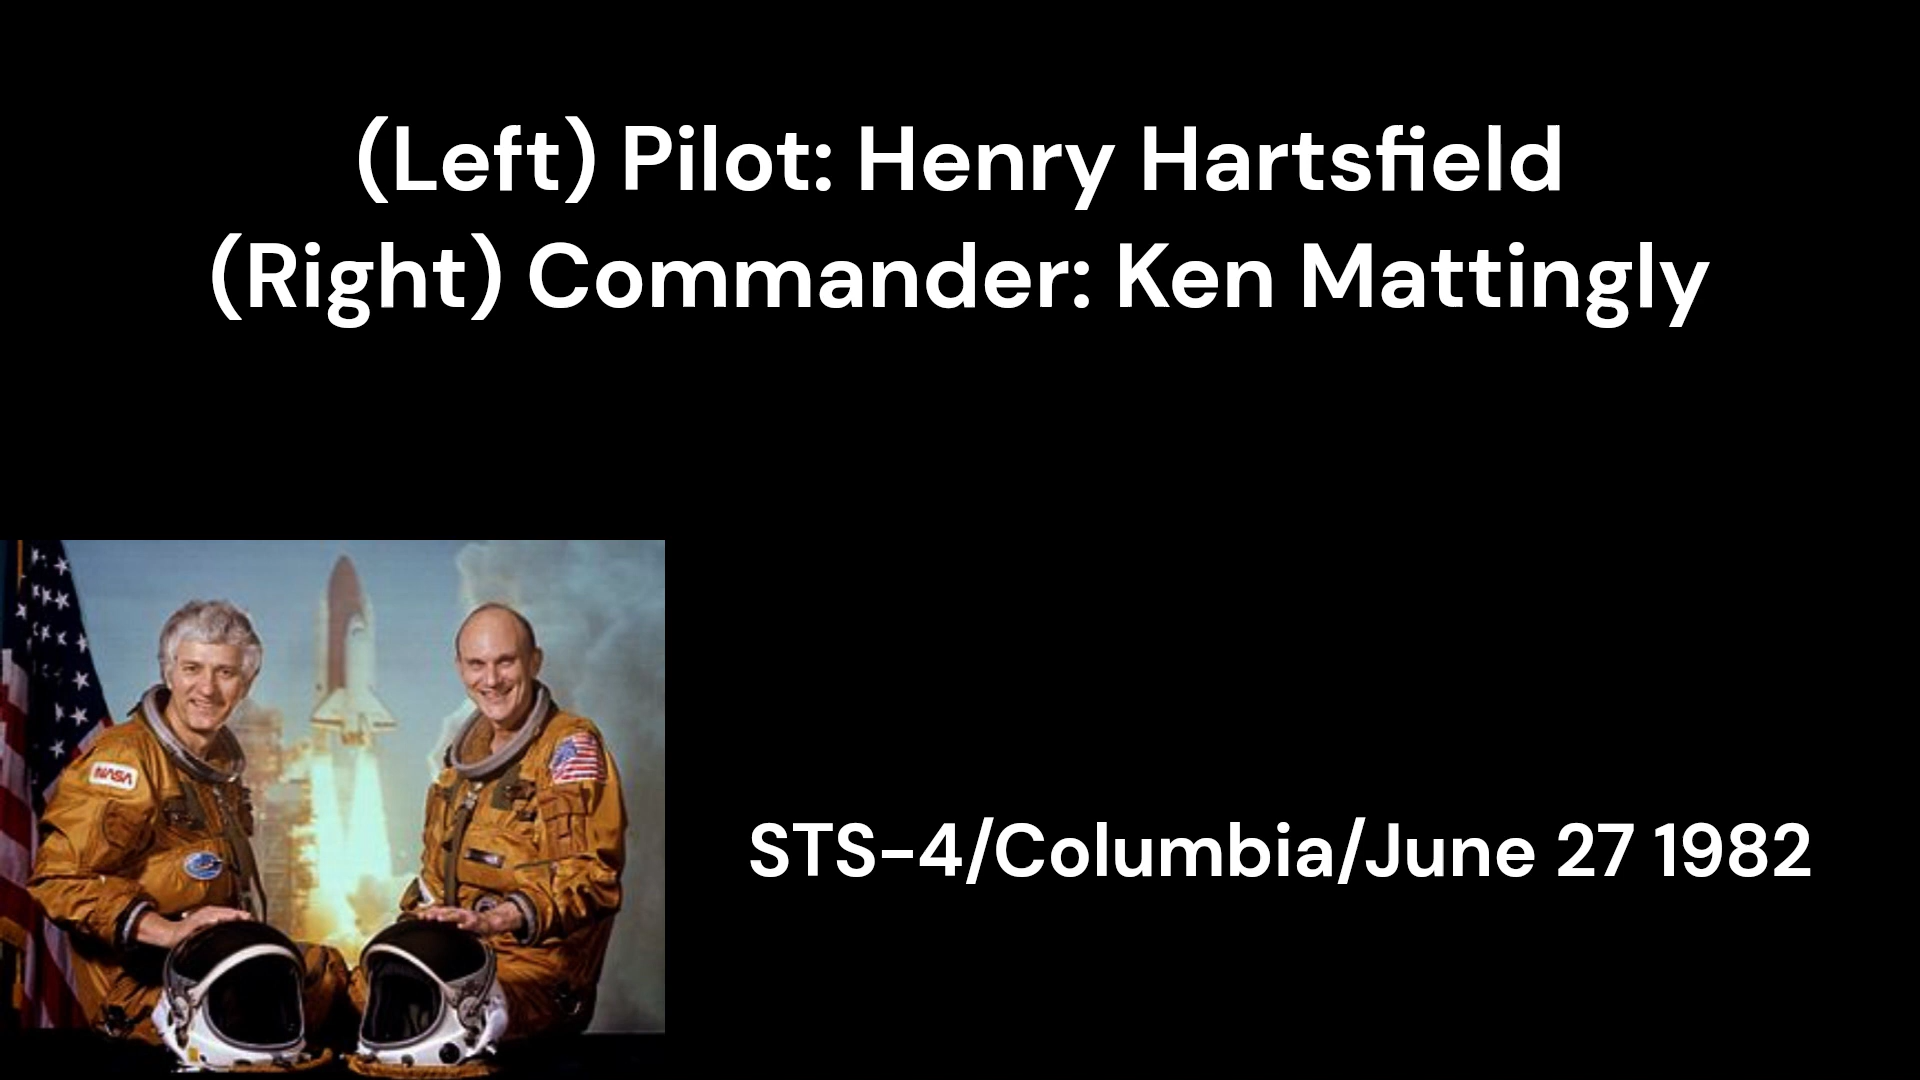 (Left) Pilot: Henry Hartsfield
(Right) Commander: Ken Mattingly
NASA
STS-4/Columbia/June 27 1982